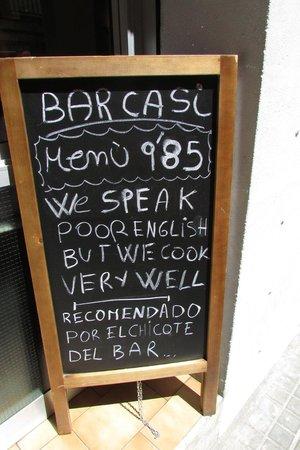 BAR CASI
Menù 9'85
We SPEAK
POOR ENGLISH
BUT WE COOK
VERY WELL
RECOMENDADO
POR EL CHICOTE
DEL BAR...